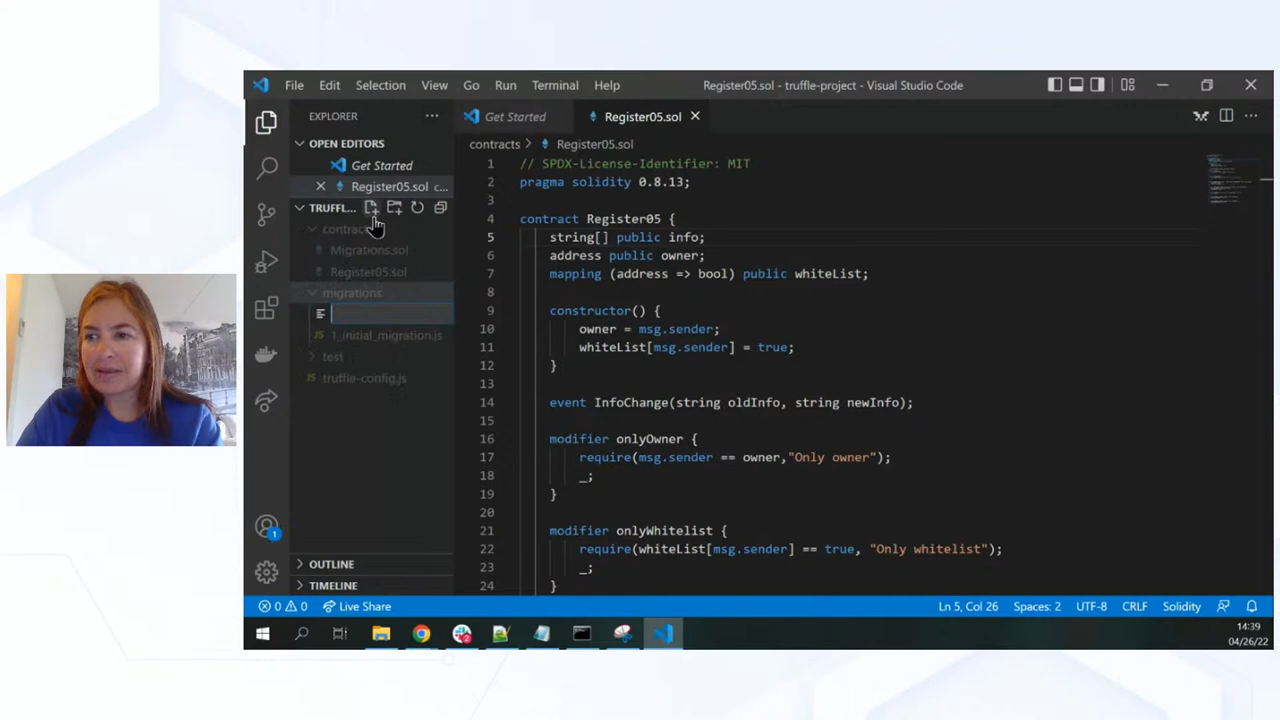 File Edit Selection View Go Run Terminal Help
Register05.sol - truffle-project - Visual Studio Code
EXPLORER
OPEN EDITORS
Get Started
Register05.sol c...
TRUFFL...
Migrations.sol
Register05.sol
migrations
1_initial_migration.js
test
truffle-config.js
OUTLINE
TIMELINE
Get Started
Register05.sol
contracts > Register05.sol
1 // SPDX-License-Identifier: MIT
2 pragma solidity 0.8.13;
3
4 contract Register05 {
5 string[] public info;
6 address public owner;
7 mapping (address => bool) public whiteList;
8
9 constructor() {
10 owner = msg.sender;
11 whiteList[msg.sender] = true;
12 }
13
14 event InfoChange(string oldInfo, string newInfo);
15
16 modifier onlyOwner {
17 require(msg.sender == owner,"Only owner");
18 _;
19 }
20
21 modifier onlyWhitelist {
22 require(whiteList[msg.sender] == true, "Only whitelist");
23 _;
24 }
1
0 0 Live Share
Ln 5, Col 26 Spaces: 2 UTF-8 CRLF Solidity
14:39
04/26/22